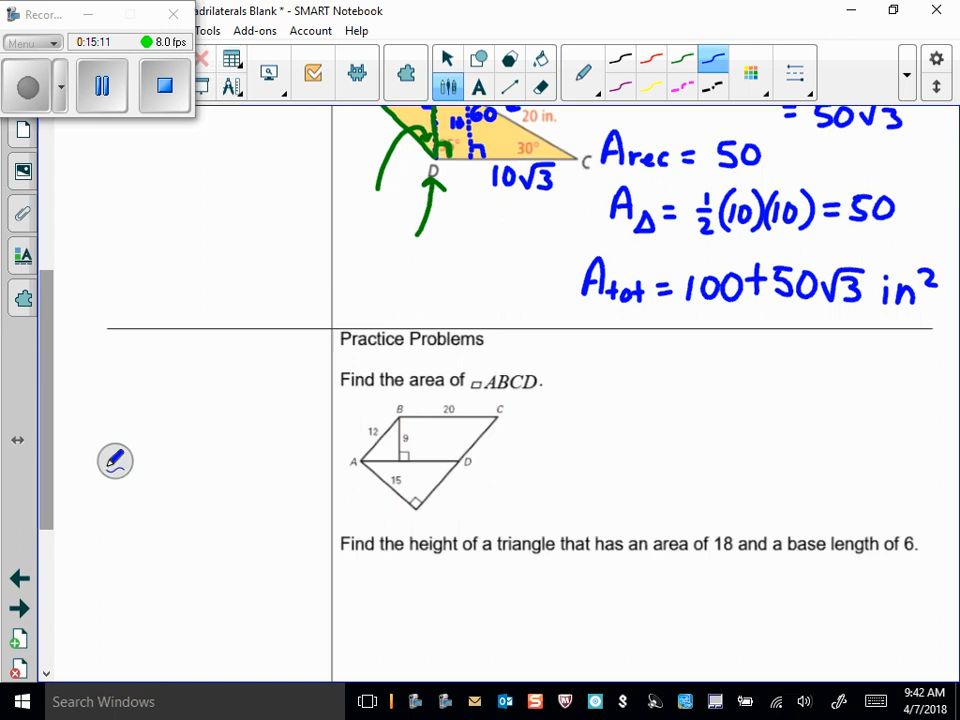 Recor...
adrilaterals Blank * - SMART Notebook
Tools Add-ons Account Help
Menu
0:15:11 8.0 fps
10 60 20 in.
= 50√3
h h 30°
D 10√3 C
A rec = 50
A△ = 1/2 (10)(10) = 50
A tot = 100 + 50√3 in²
Practice Problems
Find the area of ▱ABCD.
B 20 C
12 9
A D
15
Find the height of a triangle that has an area of 18 and a base length of 6.
Search Windows
9:42 AM
4/7/2018